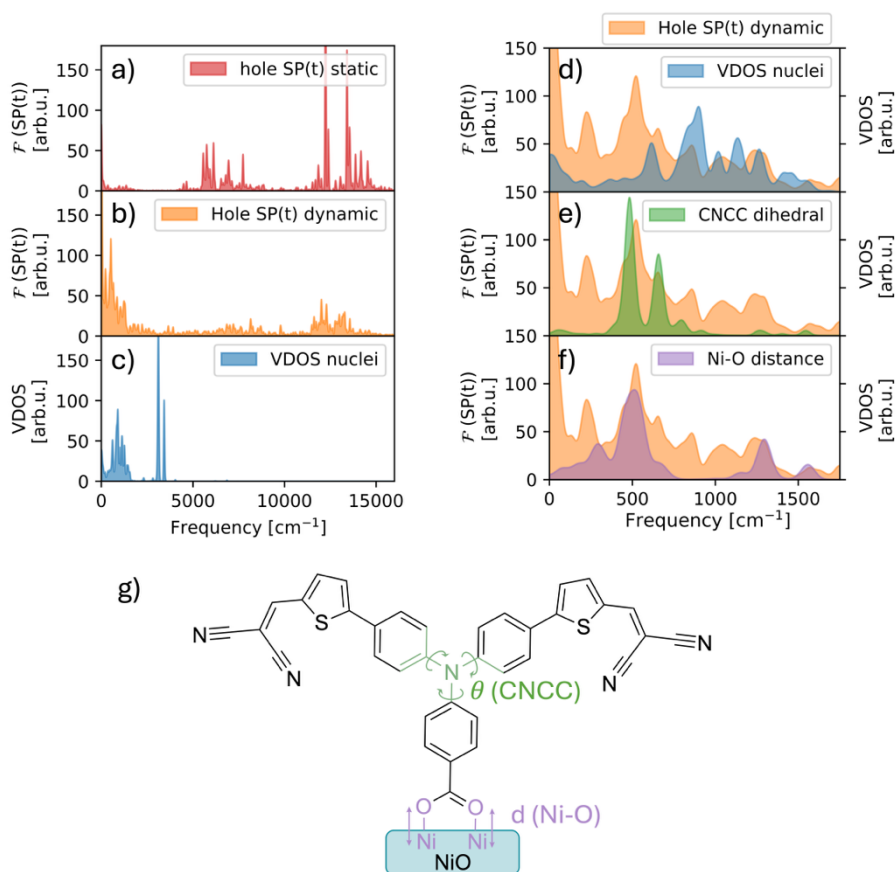 a)
hole SP(t) static
150
100
50
0
𝓕 (SP(t))
[arb.u.]
b)
Hole SP(t) dynamic
150
100
50
0
𝓕 (SP(t))
[arb.u.]
c)
VDOS nuclei
150
100
50
0
VDOS
[arb.u.]
0 5000 10000 15000
Frequency [cm⁻¹]
Hole SP(t) dynamic
d)
VDOS nuclei
150
100
50
𝓕 (SP(t))
[arb.u.]
VDOS
[arb.u.]
e)
CNCC dihedral
150
100
50
𝓕 (SP(t))
[arb.u.]
VDOS
[arb.u.]
f)
Ni-O distance
150
100
50
0
𝓕 (SP(t))
[arb.u.]
VDOS
[arb.u.]
0 500 1000 1500
Frequency [cm⁻¹]
g)
N
N
S
S
N
N
N
θ (CNCC)
O
O
d (Ni-O)
Ni
Ni
NiO